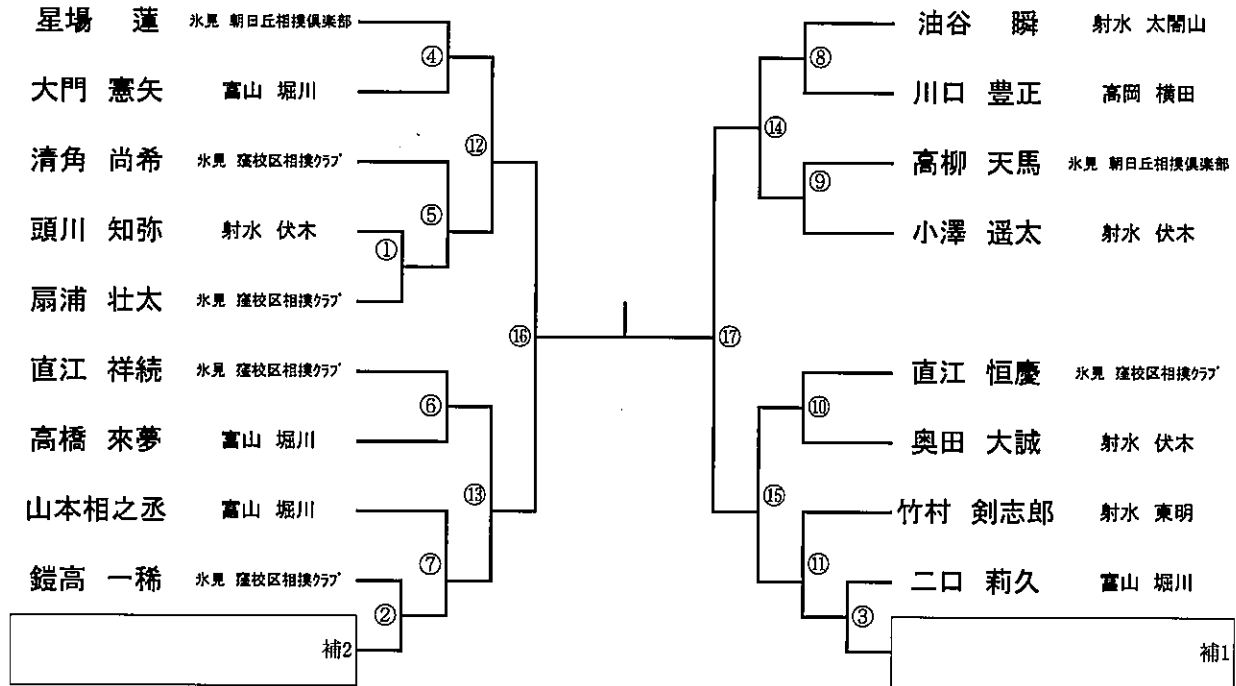 星場 蓮 氷見 朝日丘相撲倶楽部
大門 憲矢 富山 堀川
清角 尚希 氷見 窪校区相撲クラブ
頭川 知弥 射水 伏木
扇浦 壮太 氷見 窪校区相撲クラブ
直江 祥続 氷見 窪校区相撲クラブ
高橋 來夢 富山 堀川
山本相之丞 富山 堀川
鎧高 一稀 氷見 窪校区相撲クラブ
補2
④
⑫
⑤
①
⑯
⑥
⑬
⑦
②
油谷 瞬 射水 太閤山
川口 豊正 高岡 横田
高柳 天馬 氷見 朝日丘相撲倶楽部
小澤 遥太 射水 伏木
直江 恒慶 氷見 窪校区相撲クラブ
奥田 大誠 射水 伏木
竹村 剣志郎 射水 東明
二口 莉久 富山 堀川
補1
⑧
⑭
⑨
⑰
⑩
⑮
⑪
③